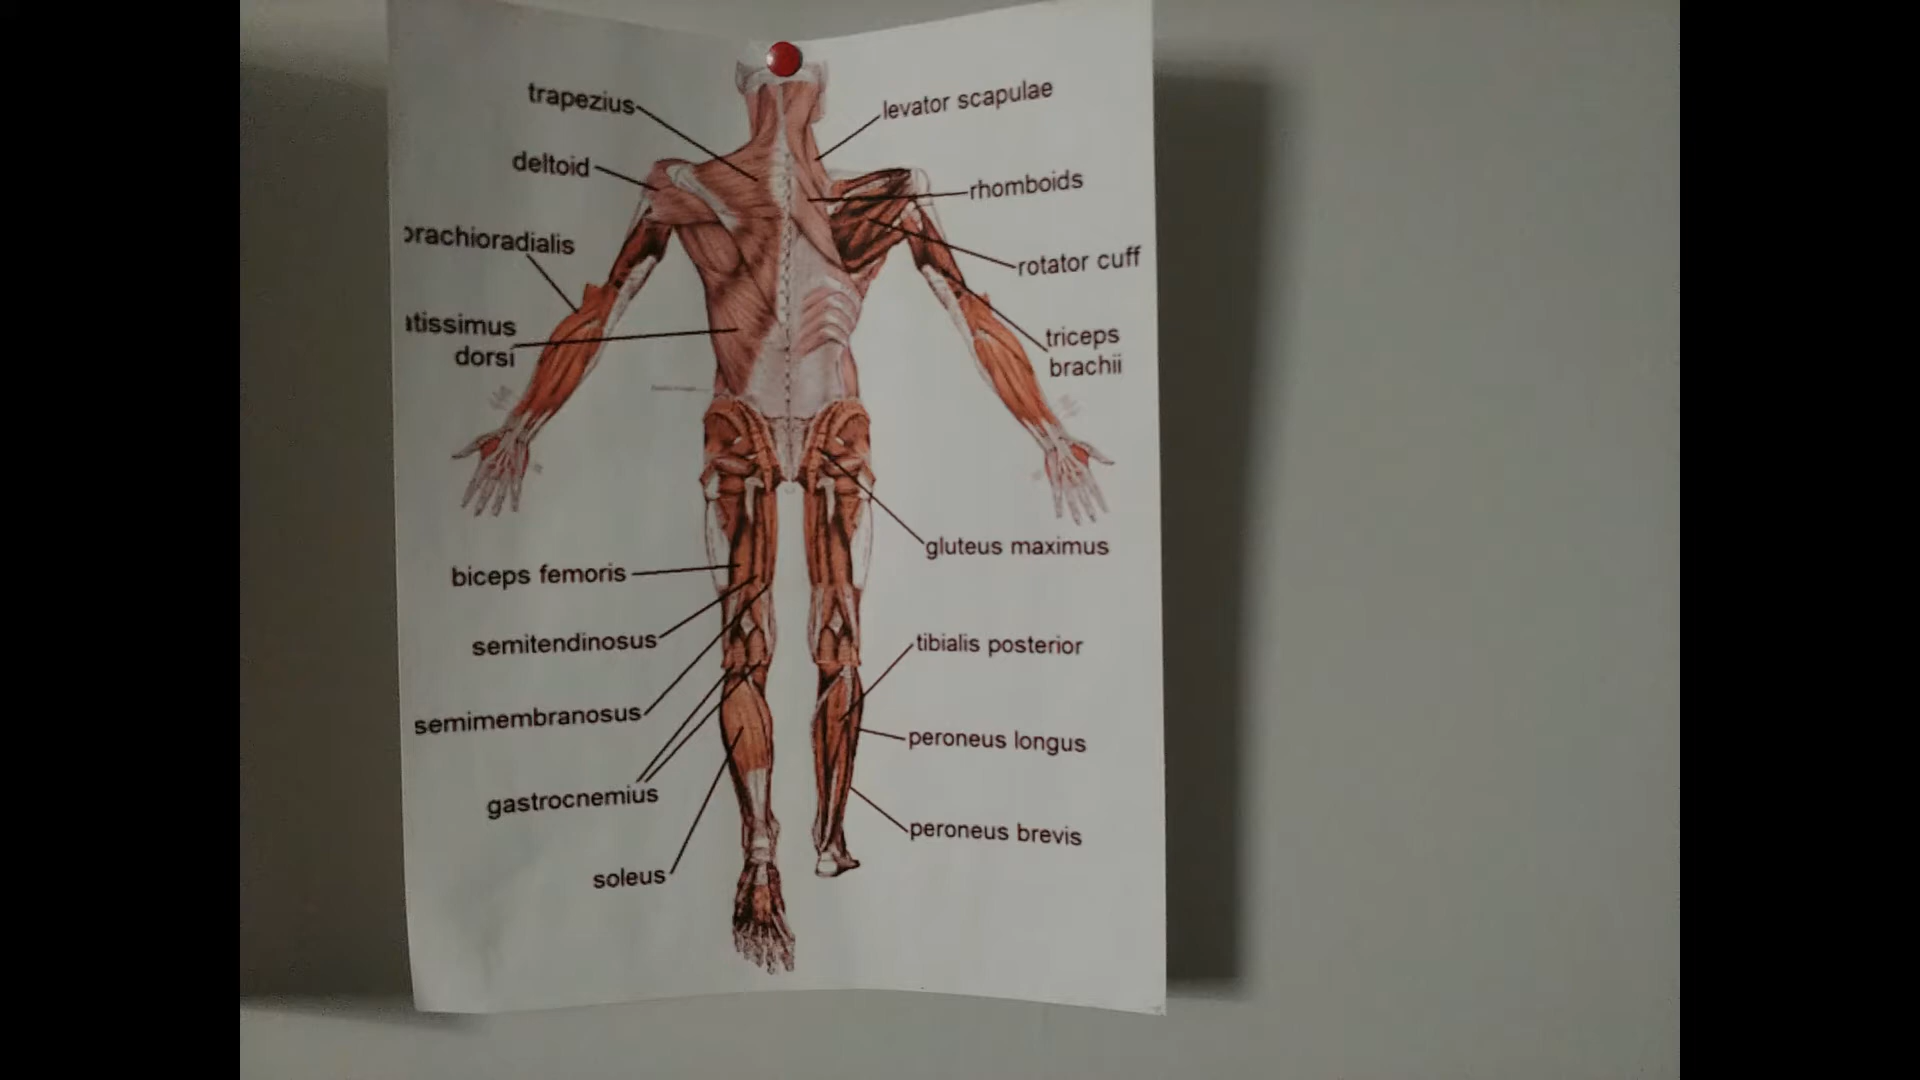 trapezius
levator scapulae
deltoid
rhomboids
brachioradialis
rotator cuff
atissimus
dorsi
triceps
brachii
gluteus maximus
biceps femoris
semitendinosus
tibialis posterior
semimembranosus
peroneus longus
gastrocnemius
peroneus brevis
soleus